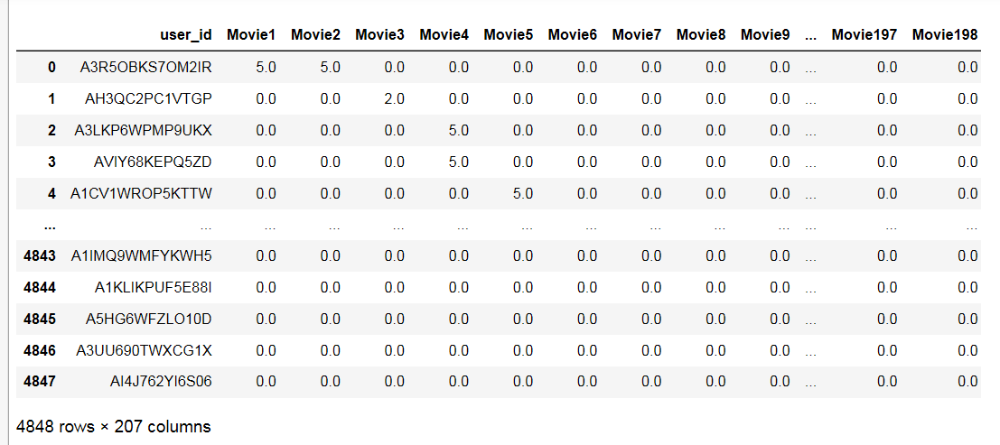 user_id Movie1 Movie2 Movie3 Movie4 Movie5 Movie6 Movie7 Movie8 Movie9 ... Movie197 Movie198
0 A3R5OBKS7OM2IR 5.0 5.0 0.0 0.0 0.0 0.0 0.0 0.0 0.0 ... 0.0 0.0
1 AH3QC2PC1VTGP 0.0 0.0 2.0 0.0 0.0 0.0 0.0 0.0 0.0 ... 0.0 0.0
2 A3LKP6WPMP9UKX 0.0 0.0 0.0 5.0 0.0 0.0 0.0 0.0 0.0 ... 0.0 0.0
3 AVIY68KEPQ5ZD 0.0 0.0 0.0 5.0 0.0 0.0 0.0 0.0 0.0 ... 0.0 0.0
4 A1CV1WROP5KTTW 0.0 0.0 0.0 0.0 5.0 0.0 0.0 0.0 0.0 ... 0.0 0.0
... ... ... ... ... ... ... ... ... ... ... ... ... ...
4843 A1IMQ9WMFYKWH5 0.0 0.0 0.0 0.0 0.0 0.0 0.0 0.0 0.0 ... 0.0 0.0
4844 A1KLIKPUF5E88I 0.0 0.0 0.0 0.0 0.0 0.0 0.0 0.0 0.0 ... 0.0 0.0
4845 A5HG6WFZLO10D 0.0 0.0 0.0 0.0 0.0 0.0 0.0 0.0 0.0 ... 0.0 0.0
4846 A3UU690TWXCG1X 0.0 0.0 0.0 0.0 0.0 0.0 0.0 0.0 0.0 ... 0.0 0.0
4847 AI4J762YI6S06 0.0 0.0 0.0 0.0 0.0 0.0 0.0 0.0 0.0 ... 0.0 0.0
4848 rows × 207 columns